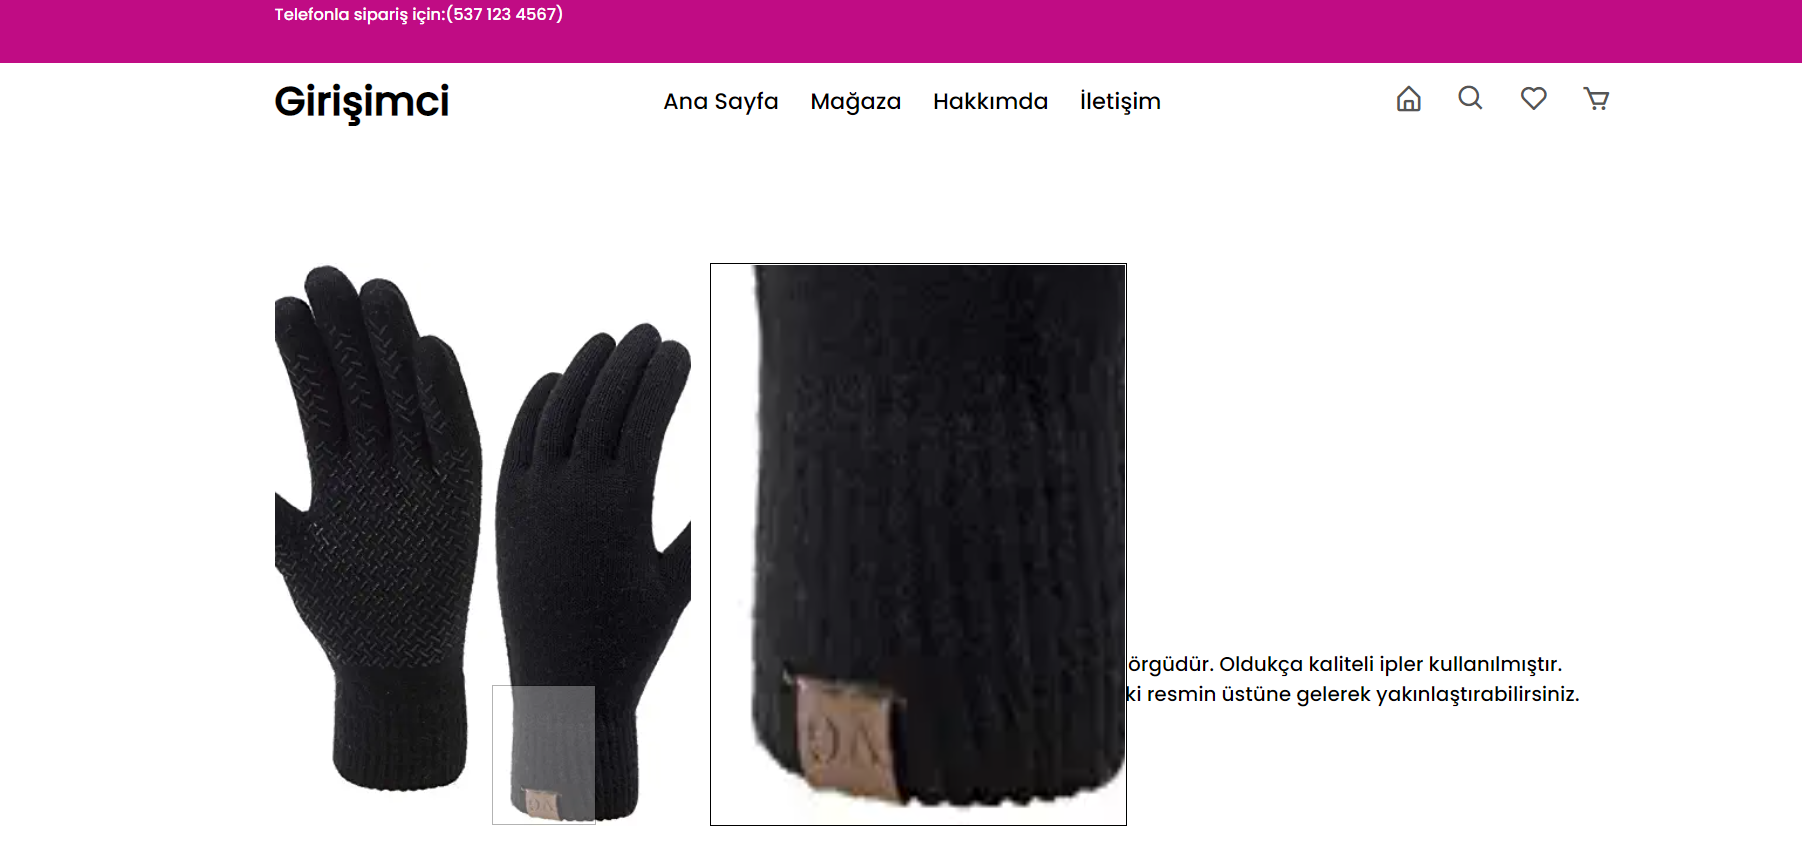 Telefonla sipariş için:(537 123 4567)
Girişimci
Ana Sayfa
Mağaza
Hakkımda
İletişim
örgüdür. Oldukça kaliteli ipler kullanılmıştır.
ki resmin üstüne gelerek yakınlaştırabilirsiniz.